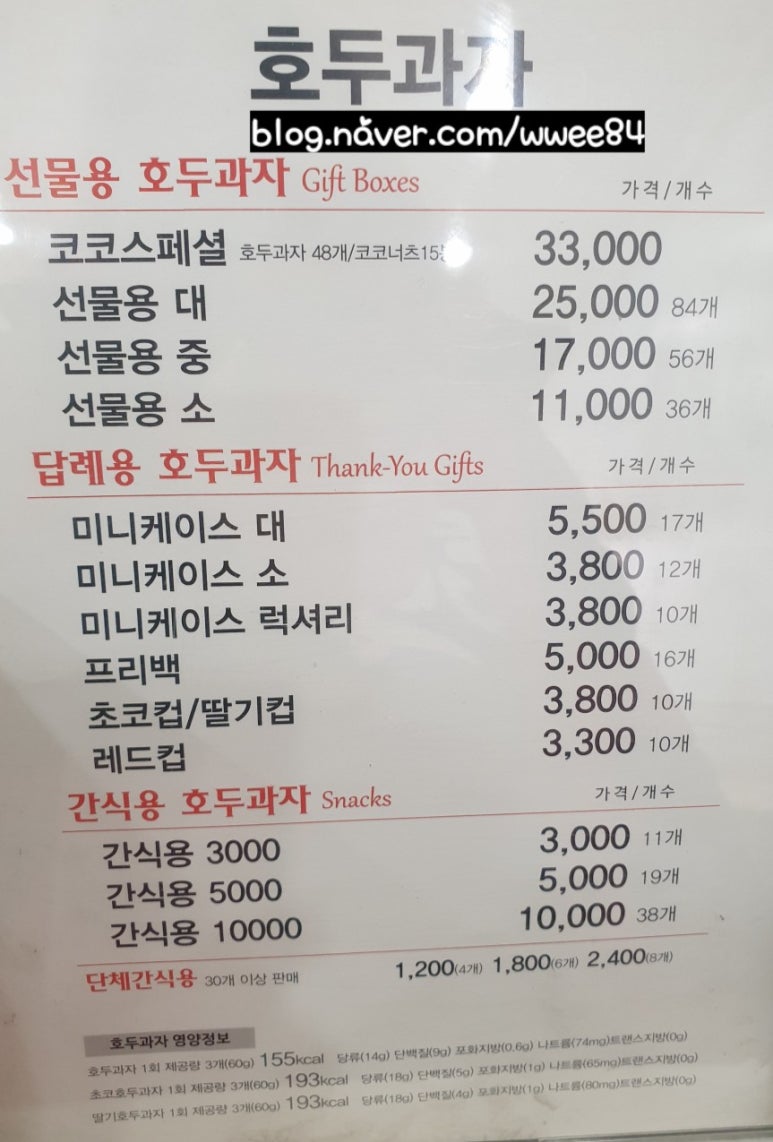 호두과자
blog.naver.com/wwee84
선물용 호두과자 Gift Boxes 가격/개수
코코스페셜 호두과자 48개/코코너츠15 33,000
선물용 대 25,000 84개
선물용 중 17,000 56개
선물용 소 11,000 36개
답례용 호두과자 Thank-You Gifts 가격/개수
미니케이스 대 5,500 17개
미니케이스 소 3,800 12개
미니케이스 럭셔리 3,800 10개
프리백 5,000 16개
초코컵/딸기컵 3,800 10개
레드컵 3,300 10개
간식용 호두과자 Snacks 가격/개수
간식용 3000 3,000 11개
간식용 5000 5,000 19개
간식용 10000 10,000 38개
단체간식용 30개 이상 판매 1,200(4개) 1,800(6개) 2,400(8개)
호두과자 영양정보
호두과자 1회 제공량 3개(60g) 155kcal 당류(14g) 단백질(9g) 포화지방(0.6g) 나트륨(74mg)트랜스지방(0g)
초코호두과자 1회 제공량 3개(60g) 193kcal 당류(18g) 단백질(5g) 포화지방(1g) 나트륨(65mg)트랜스지방(0g)
딸기호두과자 1회 제공량 3개(60g) 193kcal 당류(18g) 단백질(4g) 포화지방(1g) 나트륨(80mg)트랜스지방(0g)